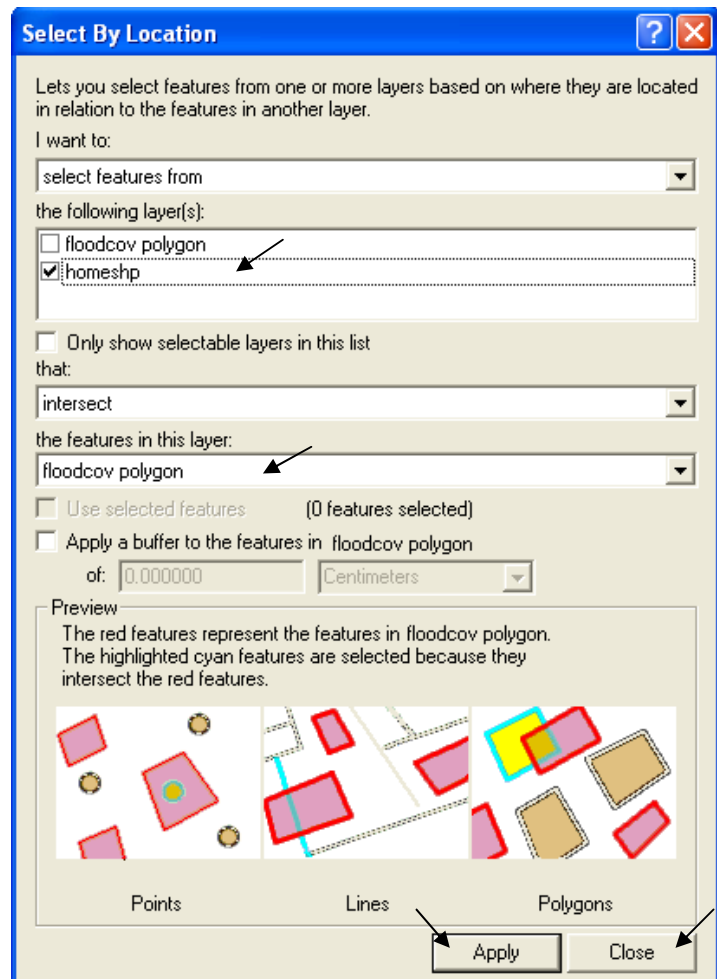 Select By Location
?
Lets you select features from one or more layers based on where they are located
in relation to the features in another layer.
I want to:
select features from
the following layer(s):
floodcov polygon
homeshp
Only show selectable layers in this list
that:
intersect
the features in this layer:
floodcov polygon
Use selected features (0 features selected)
Apply a buffer to the features in floodcov polygon
of: 0.000000 Centimeters
Preview
The red features represent the features in floodcov polygon.
The highlighted cyan features are selected because they
intersect the red features.
Points Lines Polygons
Apply Close